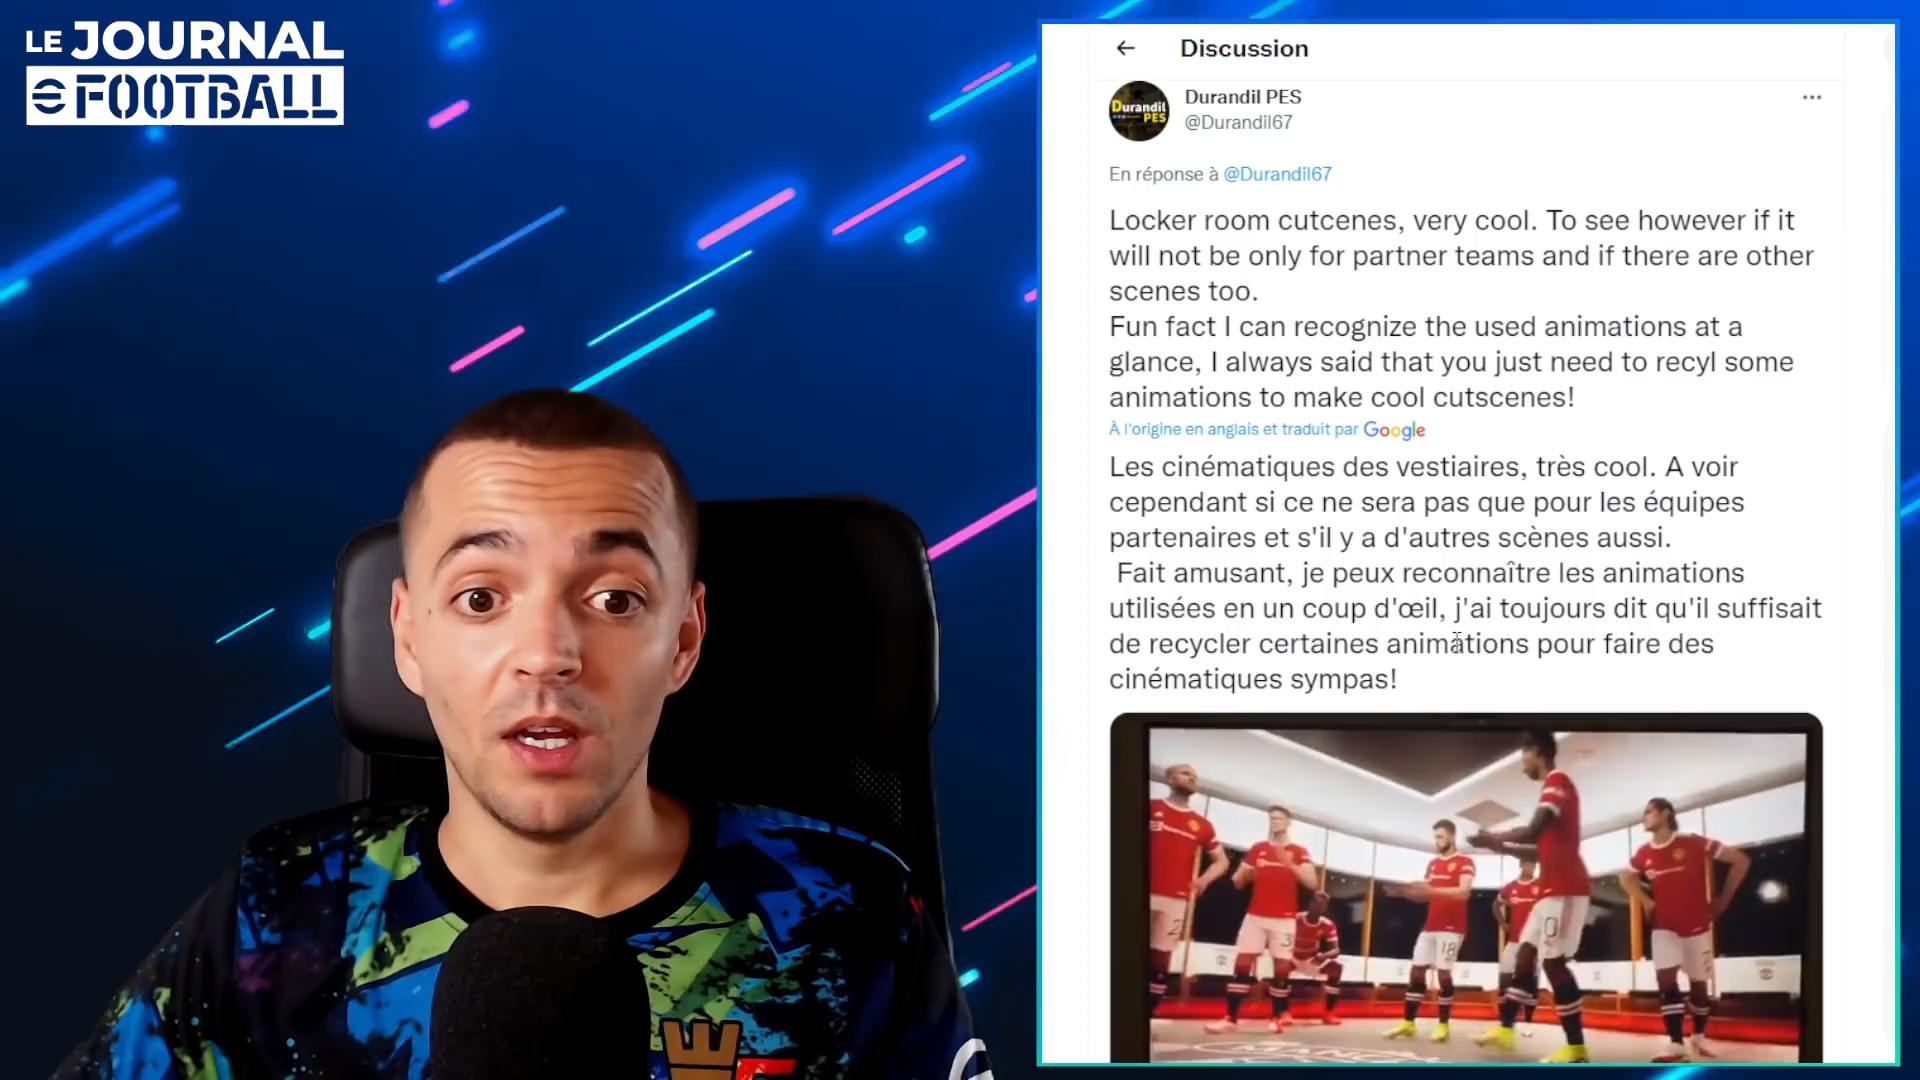 LE JOURNAL
eFOOTBALL
Discussion
Durandil
PES
Durandil PES
@Durandil67
En réponse à @Durandil67
Locker room cutcenes, very cool. To see however if it
will not be only for partner teams and if there are other
scenes too.
Fun fact I can recognize the used animations at a
glance, I always said that you just need to recyl some
animations to make cool cutscenes!
À l'origine en anglais et traduit par Google
Les cinématiques des vestiaires, très cool. A voir
cependant si ce ne sera pas que pour les équipes
partenaires et s'il y a d'autres scènes aussi.
Fait amusant, je peux reconnaître les animations
utilisées en un coup d'œil, j'ai toujours dit qu'il suffisait
de recycler certaines animations pour faire des
cinématiques sympas!
18